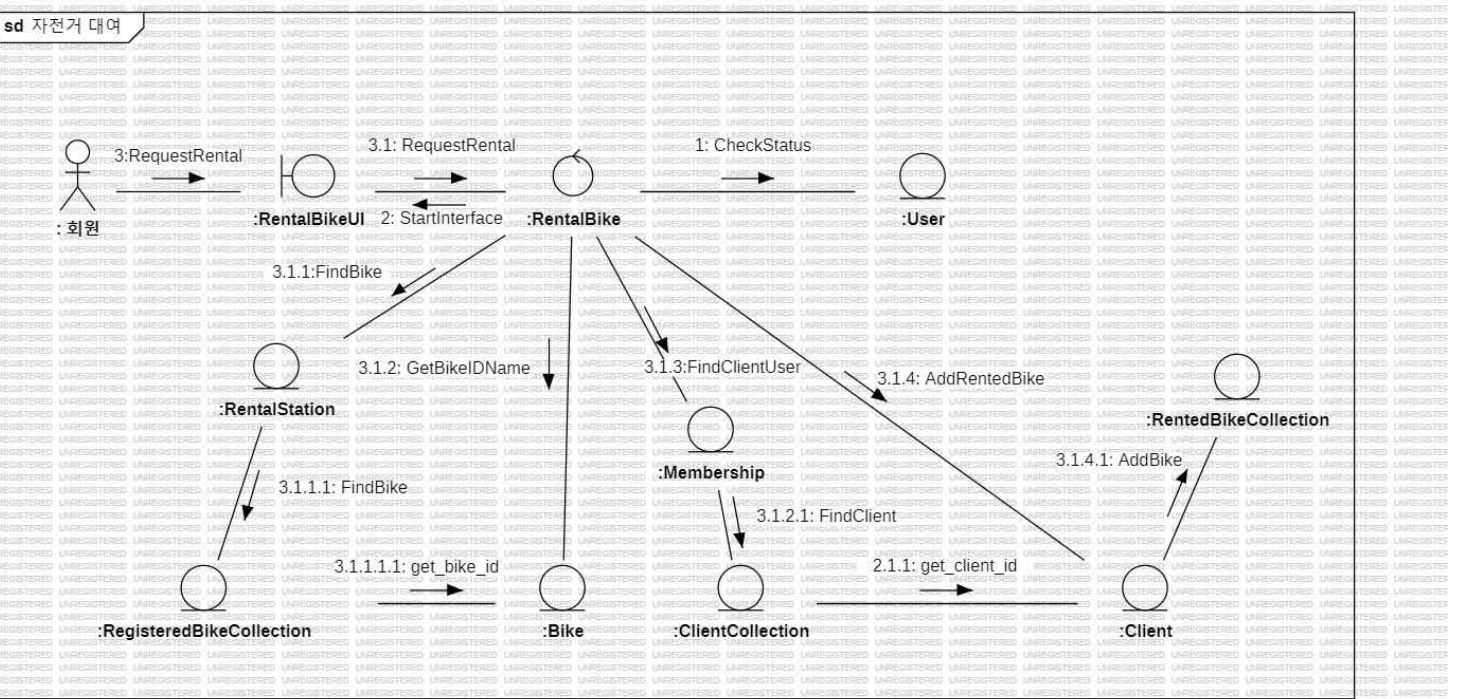 sd 자전거 대여
3:RequestRental
3.1: RequestRental
1: CheckStatus
: 회원
:RentalBikeUI
2: StartInterface
:RentalBike
:User
3.1.1:FindBike
3.1.2: GetBikeIDName
3.1.3:FindClientUser
3.1.4: AddRentedBike
:RentalStation
:RentedBikeCollection
:Membership
3.1.4.1: AddBike
3.1.1.1: FindBike
3.1.2.1: FindClient
3.1.1.1.1: get_bike_id
2.1.1: get_client_id
:RegisteredBikeCollection
:Bike
:ClientCollection
:Client
UNREGISTERED